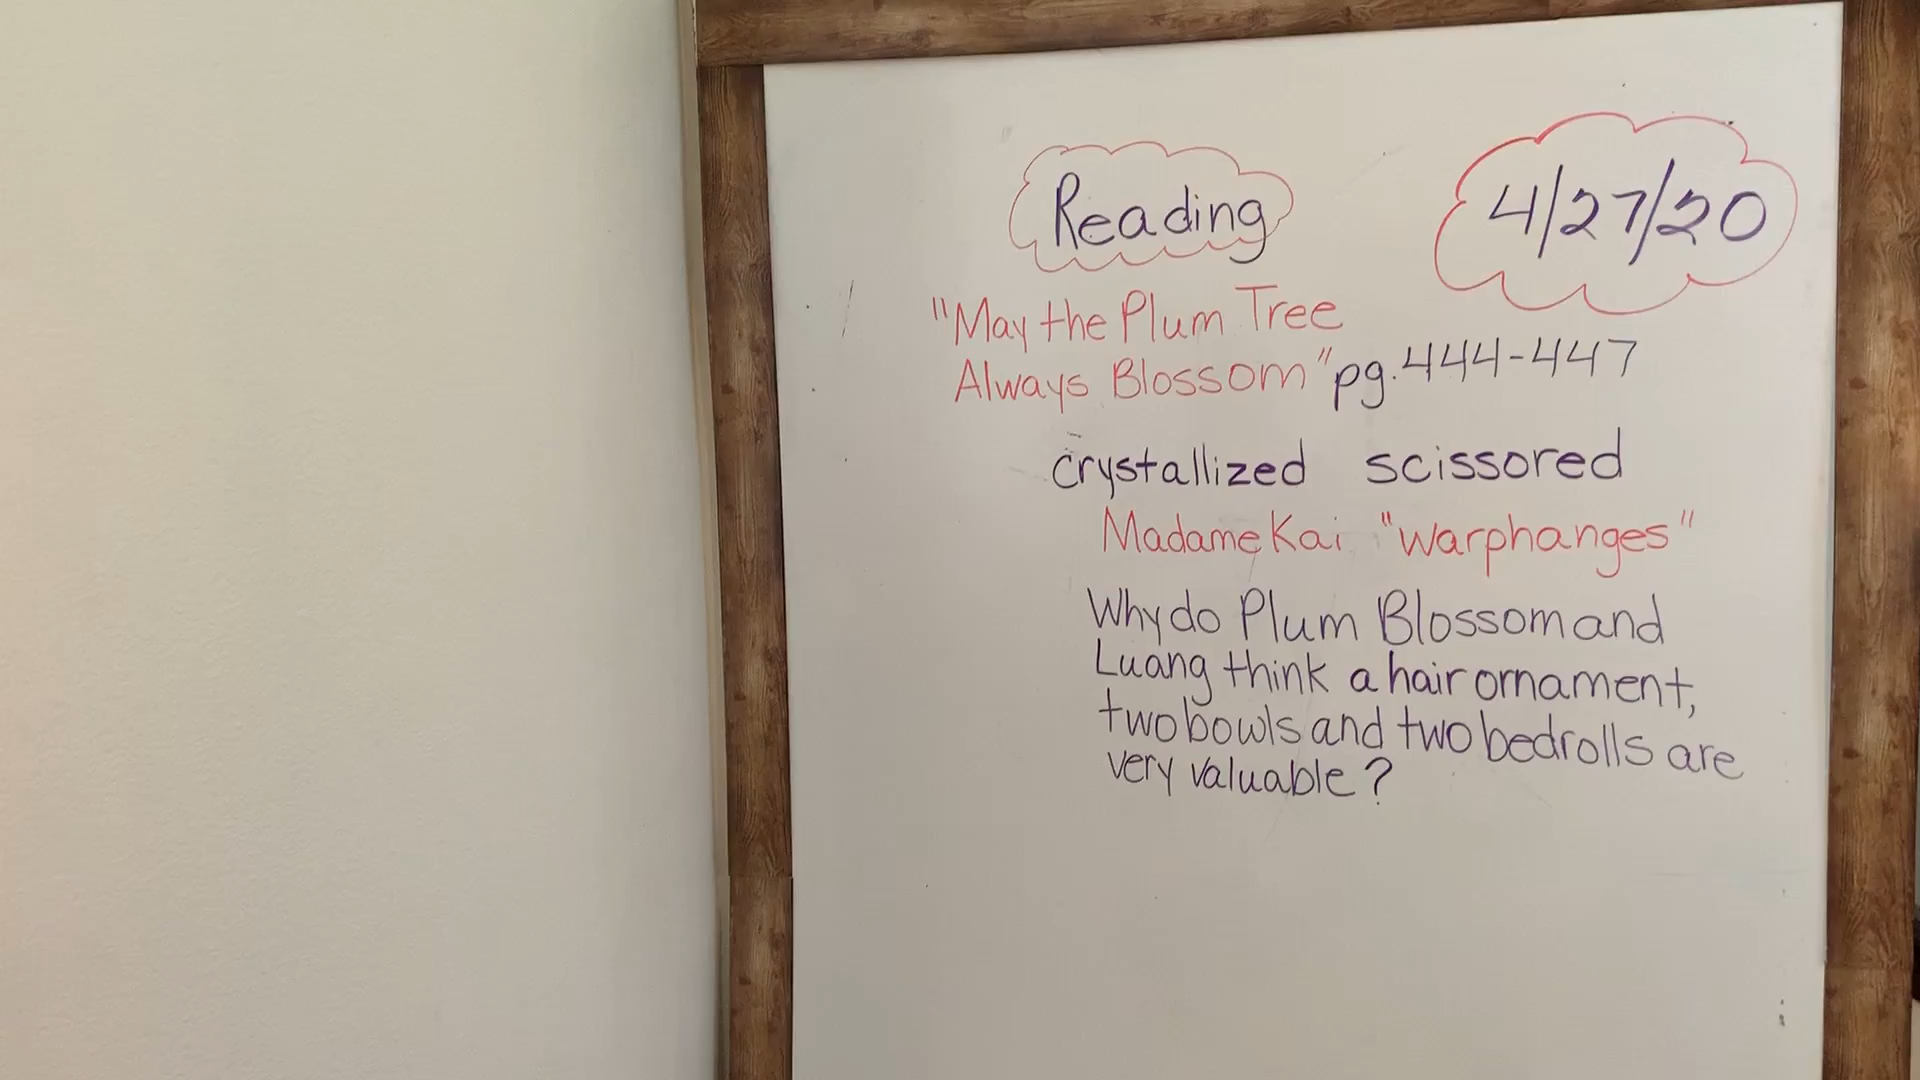 Reading
4/27/20
"May the Plum Tree
Always Blossom" pg. 444-447
crystallized scissored
Madame Kai "warphanges"
Why do Plum Blossom and
Luang think a hair ornament,
two bowls and two bedrolls are
very valuable?